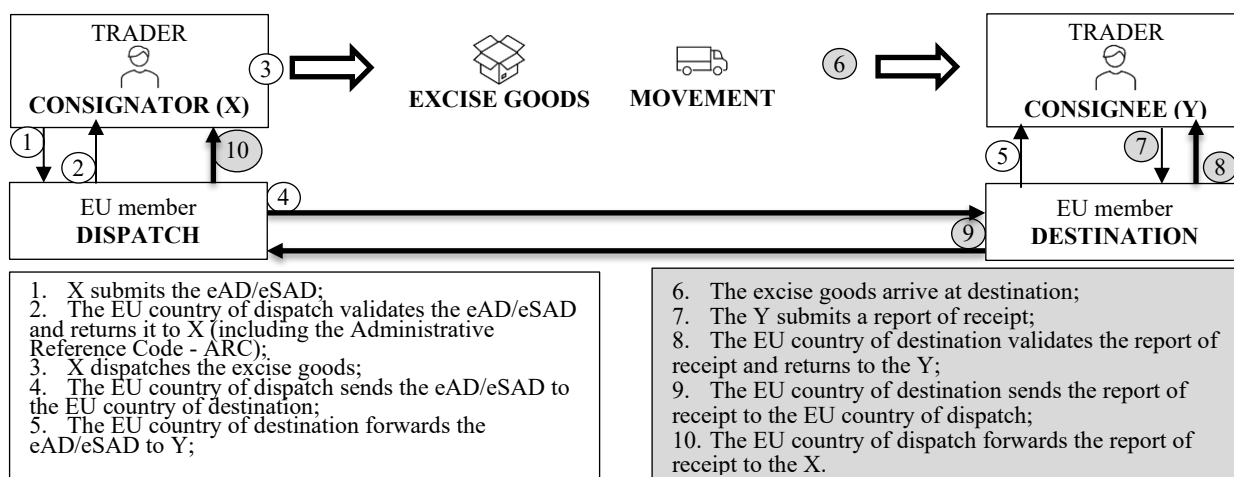 TRADER
CONSIGNATOR (X)
3
EXCISE GOODS
MOVEMENT
6
TRADER
CONSIGNEE (Y)
1
2
10
5
7
8
EU member
DISPATCH
4
9
EU member
DESTINATION
1. X submits the eAD/eSAD;
2. The EU country of dispatch validates the eAD/eSAD
and returns it to X (including the Administrative
Reference Code - ARC);
3. X dispatches the excise goods;
4. The EU country of dispatch sends the eAD/eSAD to
the EU country of destination;
5. The EU country of destination forwards the
eAD/eSAD to Y;
6. The excise goods arrive at destination;
7. The Y submits a report of receipt;
8. The EU country of destination validates the report of
receipt and returns to the Y;
9. The EU country of destination sends the report of
receipt to the EU country of dispatch;
10. The EU country of dispatch forwards the report of
receipt to the X.